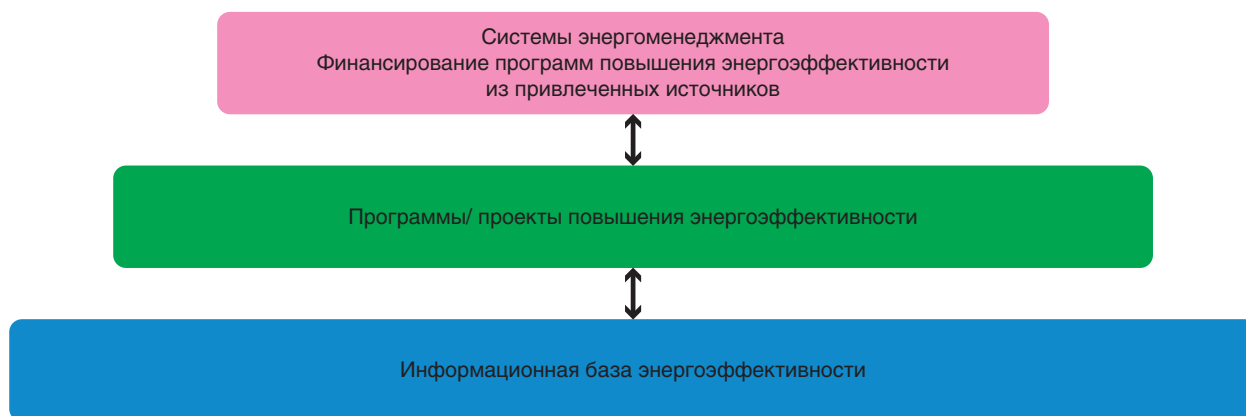 Системы энергоменеджмента
Финансирование программ повышения энергоэффективности
из привлеченных источников
Программы/ проекты повышения энергоэффективности
Информационная база энергоэффективности